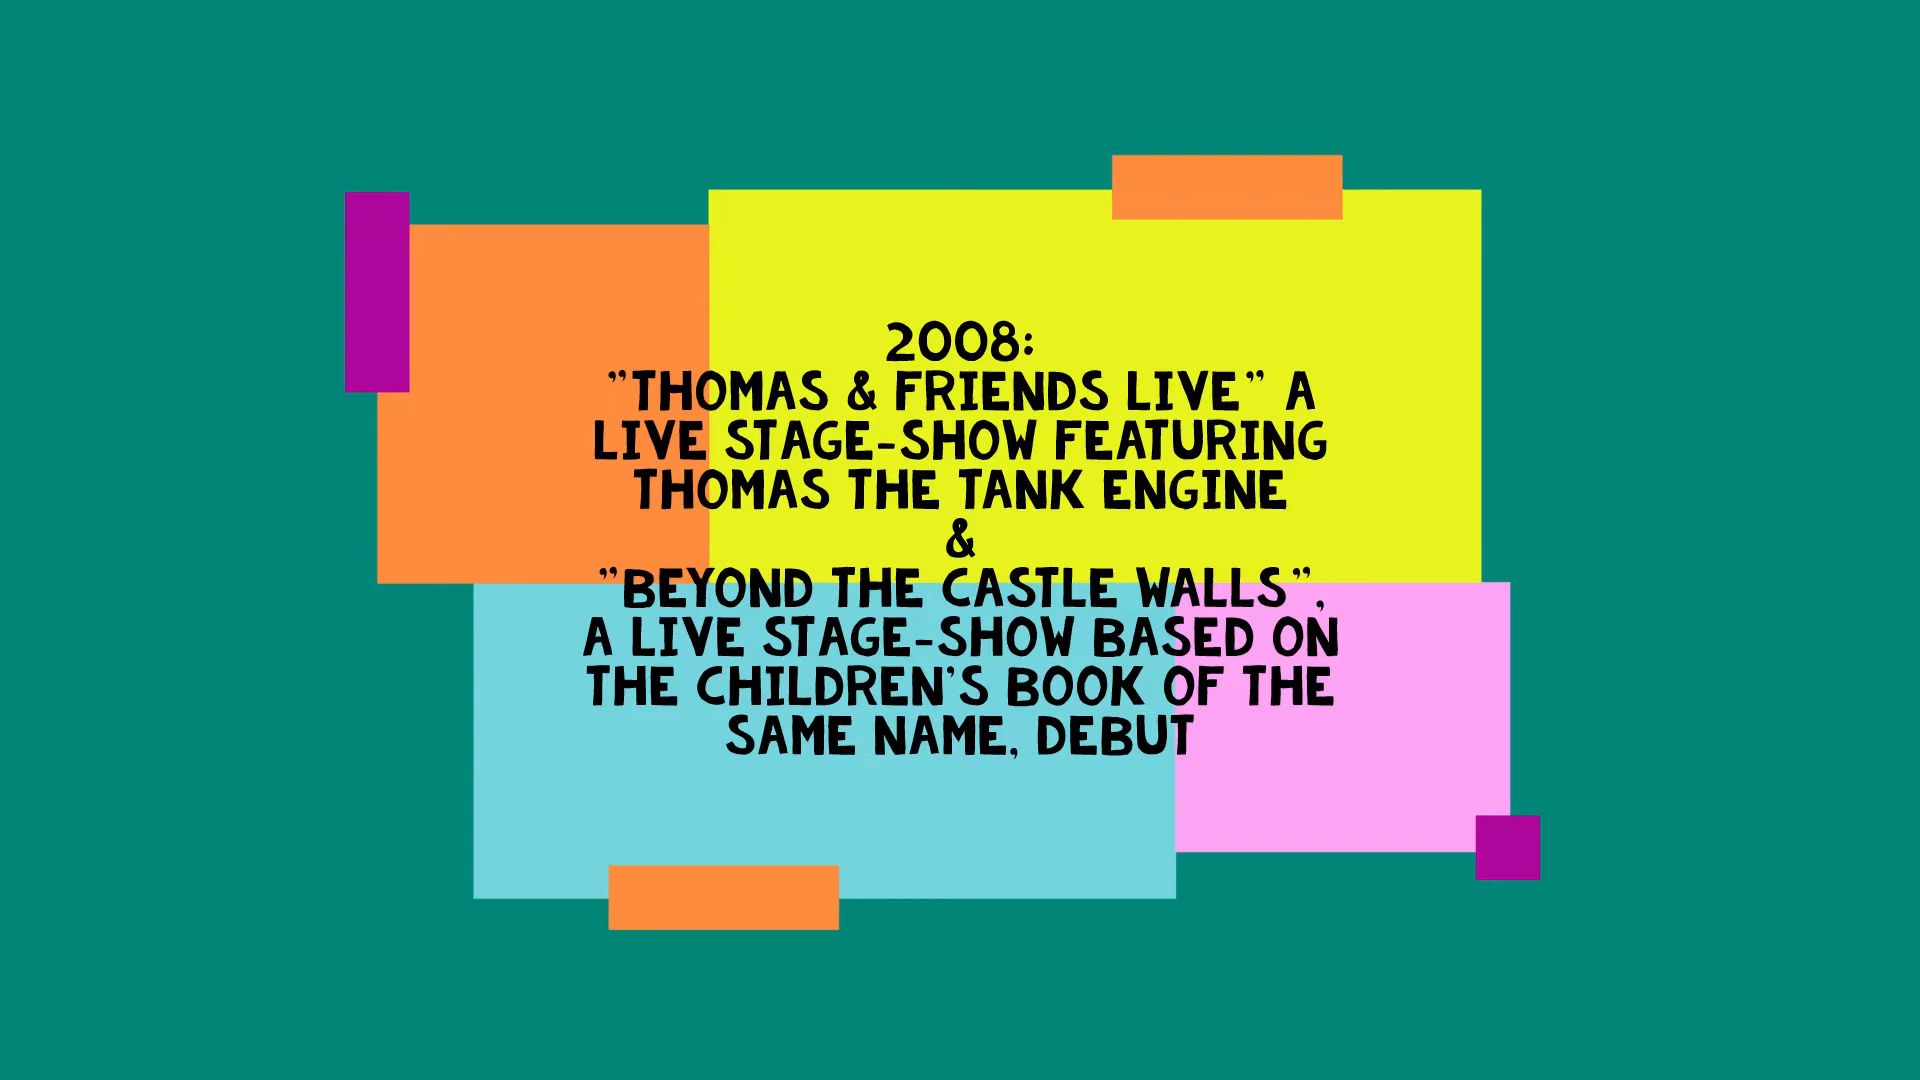 2008:
"THOMAS & FRIENDS LIVE" A
LIVE STAGE-SHOW FEATURING
THOMAS THE TANK ENGINE
&
"BEYOND THE CASTLE WALLS",
A LIVE STAGE-SHOW BASED ON
THE CHILDREN'S BOOK OF THE
SAME NAME, DEBUT